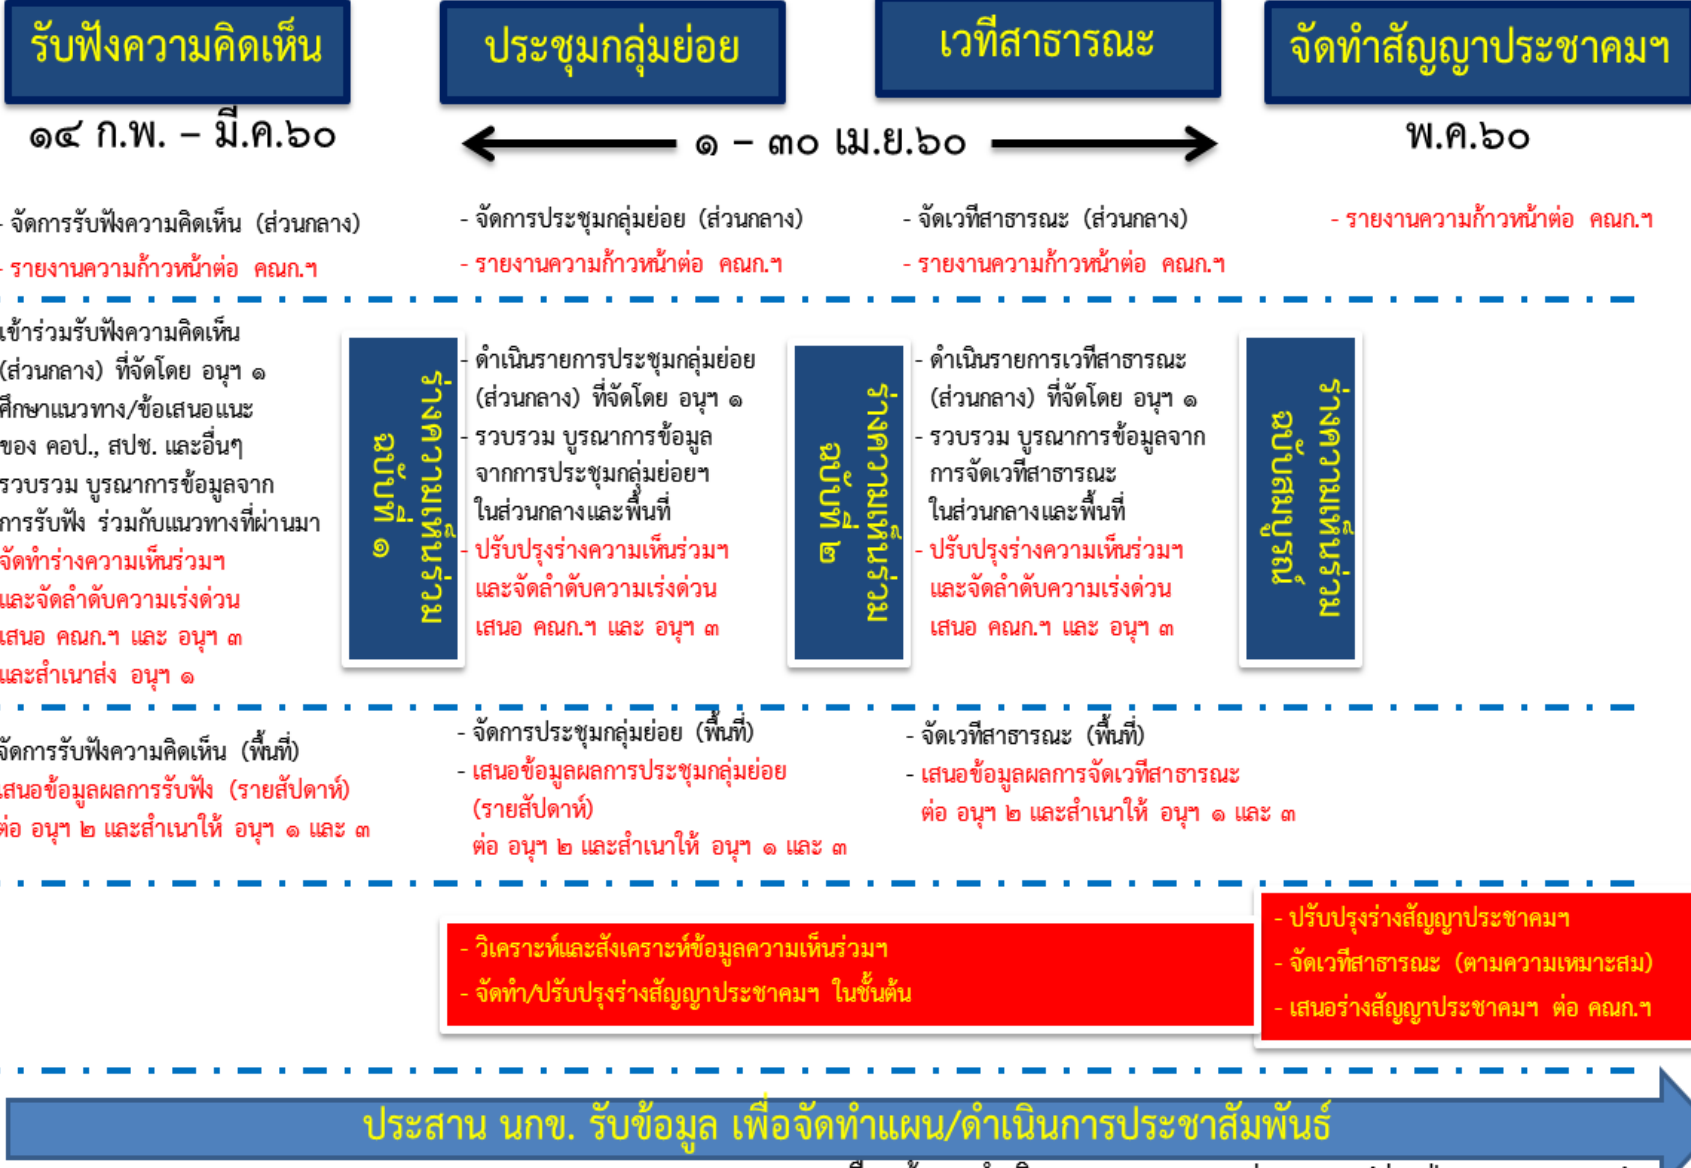 รับฟังความคิดเห็น
ประชุมกลุ่มย่อย
เวทีสาธารณะ
จัดทำสัญญาประชาคมฯ
๑๔ ก.พ. – มี.ค.๖๐
๑ – ๓๐ เม.ย.๖๐
พ.ค.๖๐
- จัดการรับฟังความคิดเห็น (ส่วนกลาง)
- รายงานความก้าวหน้าต่อ คณก.ฯ
- จัดการประชุมกลุ่มย่อย (ส่วนกลาง)
- รายงานความก้าวหน้าต่อ คณก.ฯ
- จัดเวทีสาธารณะ (ส่วนกลาง)
- รายงานความก้าวหน้าต่อ คณก.ฯ
- รายงานความก้าวหน้าต่อ คณก.ฯ
เข้าร่วมรับฟังความคิดเห็น
(ส่วนกลาง) ที่จัดโดย อนุฯ ๑
ศึกษาแนวทาง/ข้อเสนอแนะ
ของ คอป., สปช. และอื่นๆ
รวบรวม บูรณาการข้อมูลจาก
การรับฟัง ร่วมกับแนวทางที่ผ่านมา
จัดทำร่างความเห็นร่วมฯ
และจัดลำดับความเร่งด่วน
เสนอ คณก.ฯ และ อนุฯ ๓
และสำเนาส่ง อนุฯ ๑
ร่างความเห็นร่วม
ฉบับที่ ๑
- ดำเนินรายการประชุมกลุ่มย่อย
(ส่วนกลาง) ที่จัดโดย อนุฯ ๑
- รวบรวม บูรณาการข้อมูล
จากการประชุมกลุ่มย่อยฯ
ในส่วนกลางและพื้นที่
- ปรับปรุงร่างความเห็นร่วมฯ
และจัดลำดับความเร่งด่วน
เสนอ คณก.ฯ และ อนุฯ ๓
ร่างความเห็นร่วม
ฉบับที่ ๒
- ดำเนินรายการเวทีสาธารณะ
(ส่วนกลาง) ที่จัดโดย อนุฯ ๑
- รวบรวม บูรณาการข้อมูลจาก
การจัดเวทีสาธารณะ
ในส่วนกลางและพื้นที่
- ปรับปรุงร่างความเห็นร่วมฯ
และจัดลำดับความเร่งด่วน
เสนอ คณก.ฯ และ อนุฯ ๓
ร่างความเห็นร่วม
ฉบับสมบูรณ์
จัดการรับฟังความคิดเห็น (พื้นที่)
เสนอข้อมูลผลการรับฟัง (รายสัปดาห์)
ต่อ อนุฯ ๒ และสำเนาให้ อนุฯ ๑ และ ๓
- จัดการประชุมกลุ่มย่อย (พื้นที่)
- เสนอข้อมูลผลการประชุมกลุ่มย่อย
(รายสัปดาห์)
ต่อ อนุฯ ๒ และสำเนาให้ อนุฯ ๑ และ ๓
- จัดเวทีสาธารณะ (พื้นที่)
- เสนอข้อมูลผลการจัดเวทีสาธารณะ
ต่อ อนุฯ ๒ และสำเนาให้ อนุฯ ๑ และ ๓
- วิเคราะห์และสังเคราะห์ข้อมูลความเห็นร่วมฯ
- จัดทำ/ปรับปรุงร่างสัญญาประชาคมฯ ในชั้นต้น
- ปรับปรุงร่างสัญญาประชาคมฯ
- จัดเวทีสาธารณะ (ตามความเหมาะสม)
- เสนอร่างสัญญาประชาคมฯ ต่อ คณก.ฯ
ประสาน นกข. รับข้อมูล เพื่อจัดทำแผน/ดำเนินการประชาสัมพันธ์